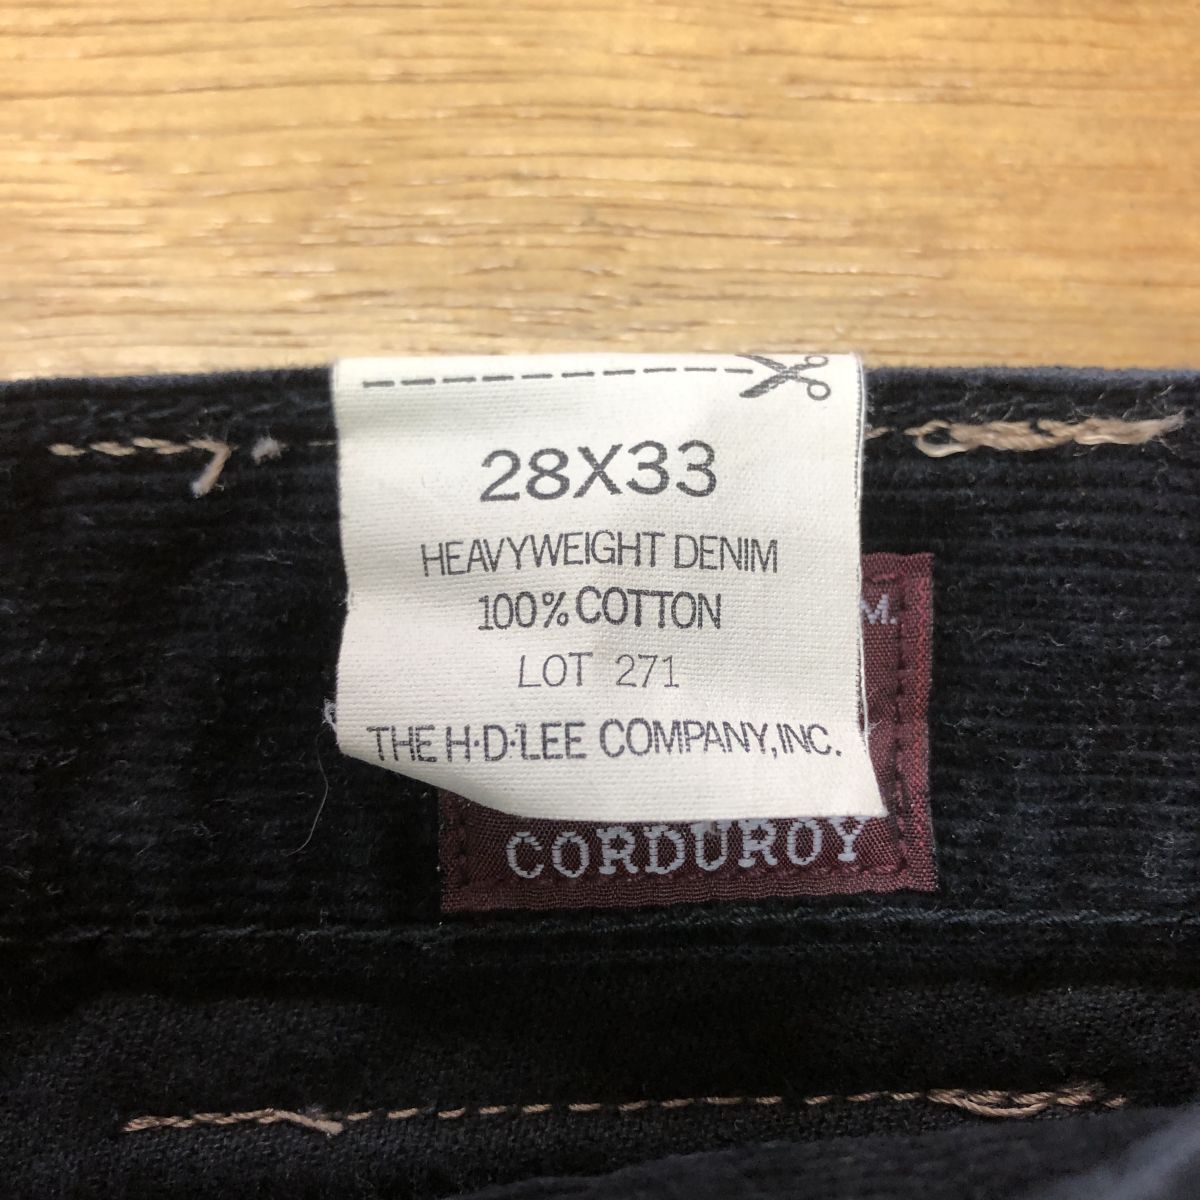 28X33
HEAVYWEIGHT DENIM
100% COTTON
LOT 271
THE H·D·LEE COMPANY, INC.
M.
CORDUROY